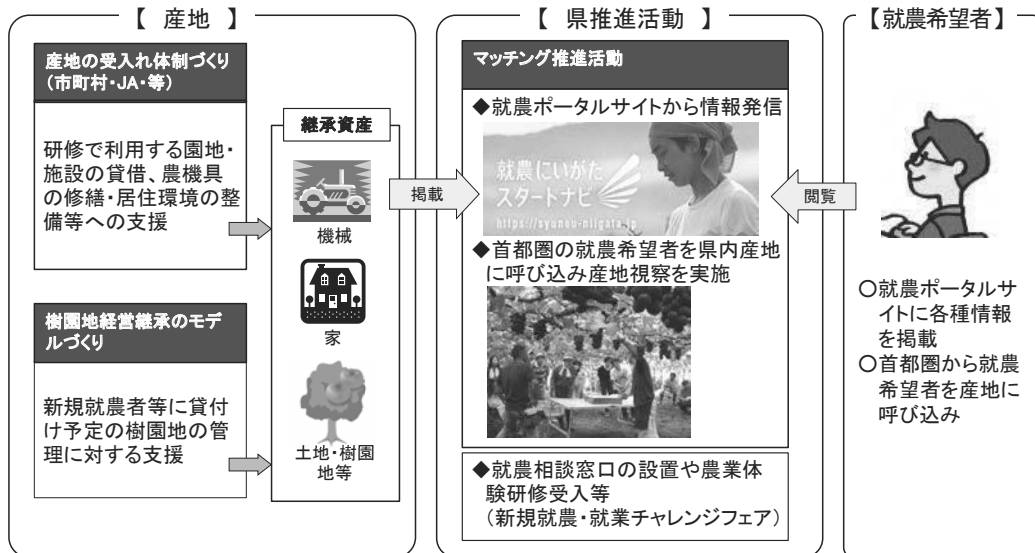 【 産地 】
産地の受入れ体制づくり
(市町村・JA・等)
研修で利用する園地・
施設の貸借、農機具
の修繕・居住環境の整
備等への支援
樹園地経営継承のモデ
ルづくり
新規就農者等に貸付
け予定の樹園地の管
理に対する支援
継承資産
機械
家
土地・樹園
地等
掲載
【 県推進活動 】
マッチング推進活動
◆就農ポータルサイトから情報発信
就農にいがた
スタートナビ
https://syunou-niigata.jp
◆首都圏の就農希望者を県内産地
に呼び込み産地視察を実施
◆就農相談窓口の設置や農業体
験研修受入等
(新規就農・就業チャレンジフェア)
閲覧
【就農希望者】
○就農ポータルサ
イトに各種情報
を掲載
○首都圏から就農
希望者を産地に
呼び込み